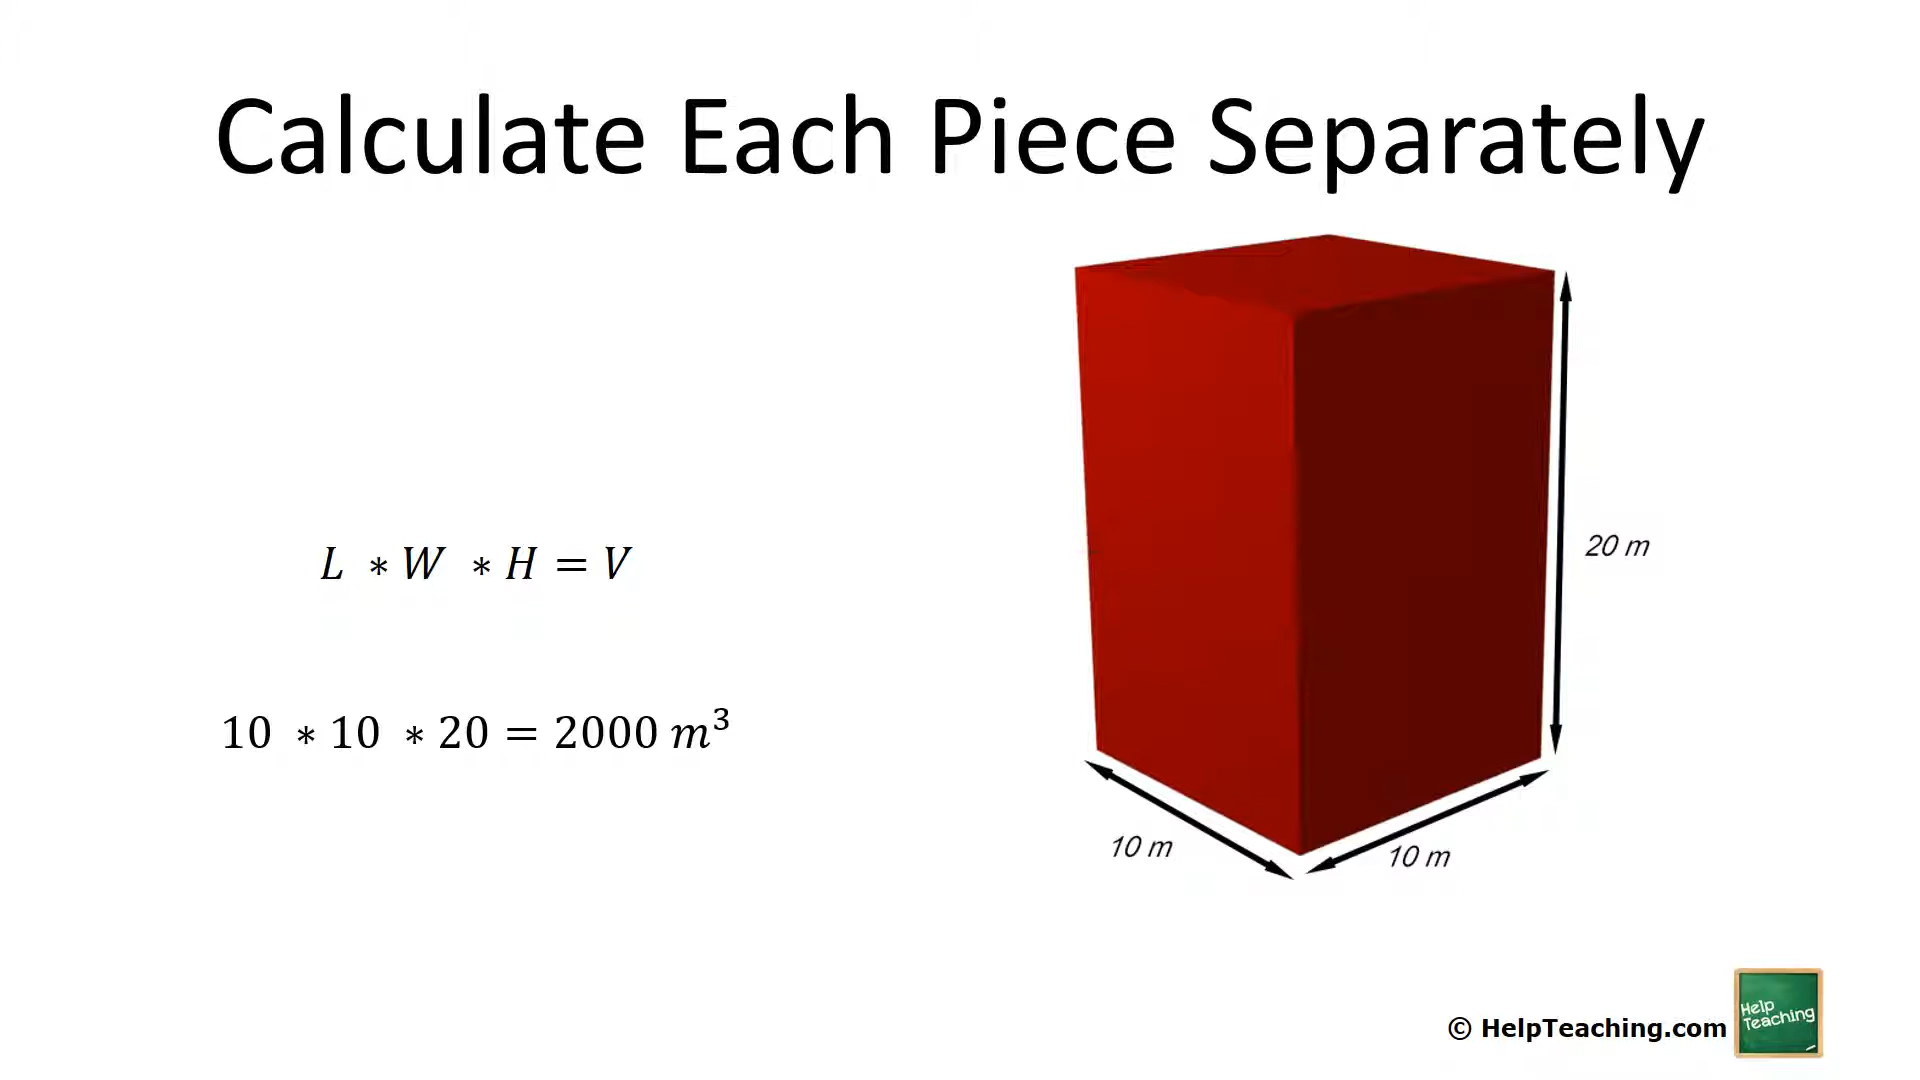 Calculate Each Piece Separately
L * W * H = V
10 * 10 * 20 = 2000 m³
20 m
10 m
10 m
© HelpTeaching.com
Help
Teaching